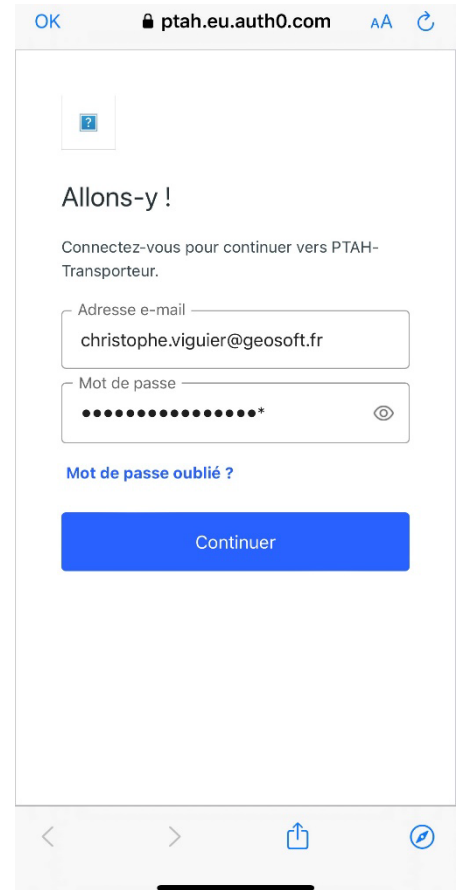 OK ptah.eu.auth0.com AA
?
Allons-y !
Connectez-vous pour continuer vers PTAH-
Transporteur.
Adresse e-mail
christophe.viguier@geosoft.fr
Mot de passe
••••••••••••••••*
Mot de passe oublié ?
Continuer